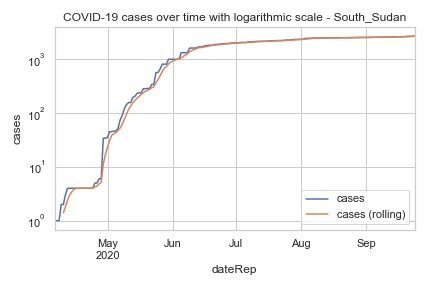 COVID-19 cases over time with logarithmic scale - South_Sudan
cases
10³
10²
10¹
10⁰
May
2020
Jun
Jul
Aug
Sep
dateRep
cases
cases (rolling)